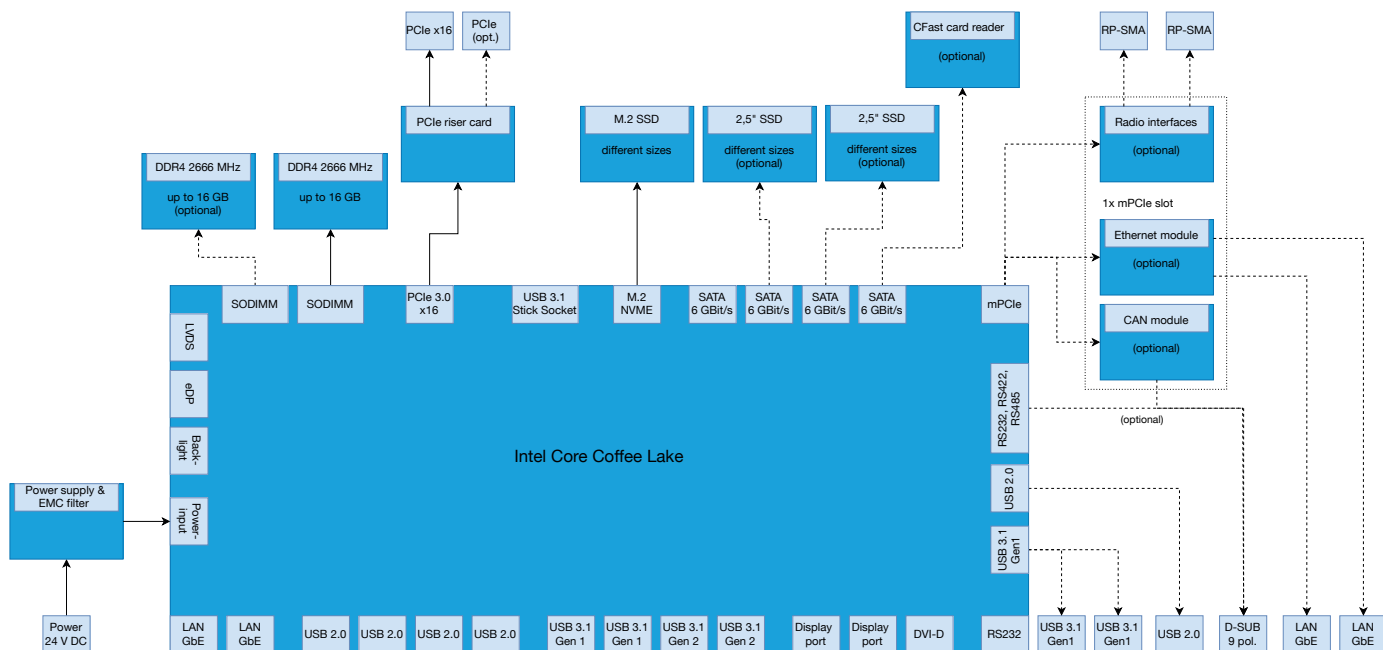 PCIe x16
PCIe
(opt.)
CFast card reader
(optional)
RP-SMA
RP-SMA
PCIe riser card
M.2 SSD
different sizes
2,5" SSD
different sizes
(optional)
2,5" SSD
different sizes
(optional)
Radio interfaces
(optional)
DDR4 2666 MHz
up to 16 GB
(optional)
DDR4 2666 MHz
up to 16 GB
1x mPCIe slot
Ethernet module
(optional)
CAN module
(optional)
(optional)
SODIMM
SODIMM
PCIe 3.0
x16
USB 3.1
Stick Socket
M.2
NVME
SATA
6 GBit/s
SATA
6 GBit/s
SATA
6 GBit/s
SATA
6 GBit/s
mPCIe
LVDS
eDP
Back-
light
Power-
input
RS232, RS422,
RS485
USB 2.0
USB 3.1
Gen1
Intel Core Coffee Lake
Power supply &
EMC filter
Power
24 V DC
LAN
GbE
LAN
GbE
USB 2.0
USB 2.0
USB 2.0
USB 2.0
USB 3.1
Gen 1
USB 3.1
Gen 1
USB 3.1
Gen 2
USB 3.1
Gen 2
Display
port
Display
port
DVI-D
RS232
USB 3.1
Gen1
USB 3.1
Gen1
USB 2.0
D-SUB
9 pol.
LAN
GbE
LAN
GbE